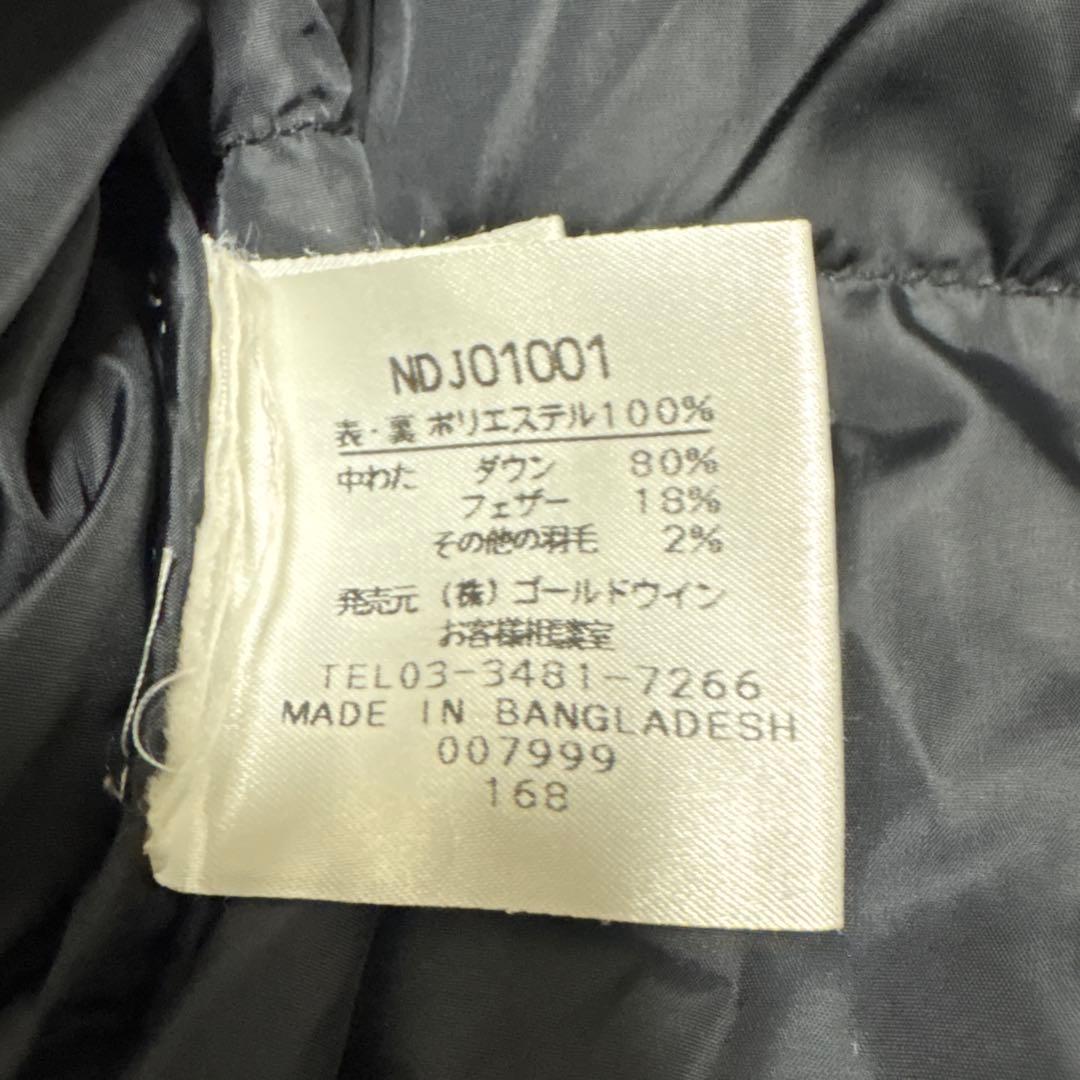 NDJ01001
表・裏 ポリエステル100%
中わた ダウン 80%
フェザー 18%
その他の羽毛 2%
発売元 (株) ゴールドウイン
お客様相談室
TEL03-3481-7266
MADE IN BANGLADESH
007999
168